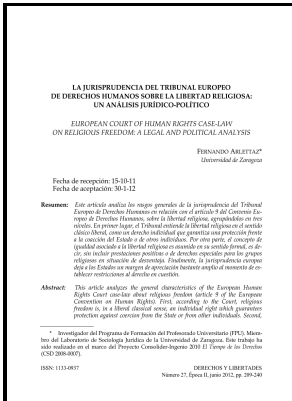 LA JURISPRUDENCIA DEL TRIBUNAL EUROPEO
DE DERECHOS HUMANOS SOBRE LA LIBERTAD RELIGIOSA:
UN ANÁLISIS JURÍDICO-POLÍTICO
EUROPEAN COURT OF HUMAN RIGHTS CASE-LAW
ON RELIGIOUS FREEDOM: A LEGAL AND POLITICAL ANALYSIS
FERNANDO ARLETTAZ*
Universidad de Zaragoza
Fecha de recepción: 15-10-11
Fecha de aceptación: 30-1-12
Resumen: Este artículo analiza los rasgos generales de la jurisprudencia del Tribunal
Europeo de Derechos Humanos en relación con el artículo 9 del Convenio Eu-
ropeo de Derechos Humanos, sobre la libertad religiosa, agrupándolos en tres
niveles. En primer lugar, el Tribunal entiende la libertad religiosa en el sentido
clásico liberal, como un derecho individual que garantiza una protección frente
a la coacción del Estado o de otros individuos. Por otra parte, el concepto de
igualdad asociado a la libertad religiosa es asumido en su sentido formal, es de-
cir, sin incluir prestaciones positivas o de derechos especiales para los grupos
religiosos en situación de desventaja. Finalmente, la jurisprudencia europea
deja a los Estados un margen de apreciación bastante amplio al momento de es-
tablecer restricciones al derecho en cuestión.
Abstract: This article analyzes the general characteristics of the European Human
Rights Court case-law about religious freedom (article 9 of the European
Convention on Human Rights). First, according to the Court, religious
freedom is, in a liberal classical sense, an individual right which guarantees
protection against coercion from the State or from other individuals. Second,
* Investigador del Programa de Formación del Profesorado Universitario (FPU). Miem-
bro del Laboratorio de Sociología Jurídica de la Universidad de Zaragoza. Este trabajo ha
sido realizado en el marco del Proyecto Consolider-Ingenio 2010 El Tiempo de los Derechos
(CSD 2008-0007).
ISSN: 1133-0937
DERECHOS Y LIBERTADES
Número 27, Época II, junio 2012, pp. 209-240